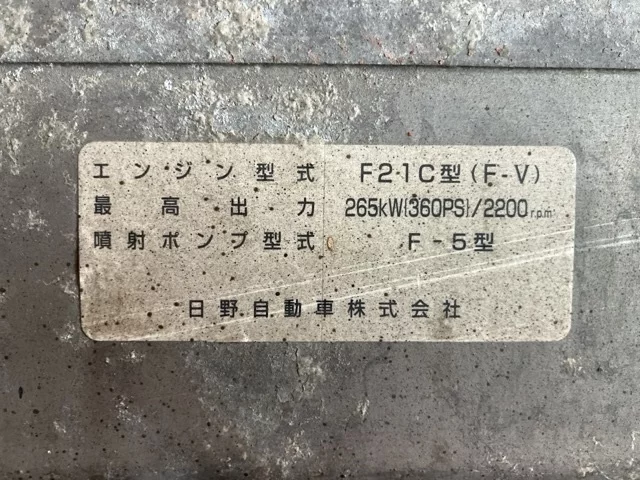 エンジン型式 F21C型(F-V)
最高出力 265kW{360PS}/2200r.p.m
噴射ポンプ型式 F-5型
日野自動車株式会社